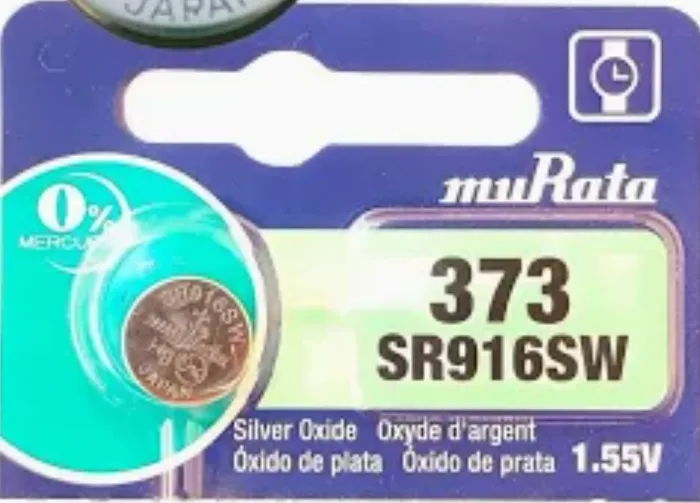 JAPAN
muRata
0%
MERCURY
373
SR916SW
SR916SW
muRata
JAPAN
Silver Oxide Oxyde d'argent
Óxido de plata Óxido de prata 1.55V